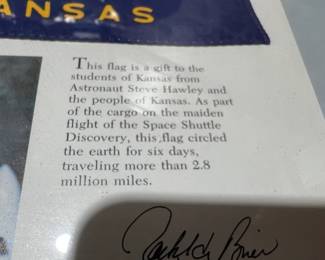 ANSAS
This flag is a gift to the
students of Kansas from
Astronaut Steve Hawley and
the people of Kansas. As part
of the cargo on the maiden
flight of the Space Shuttle
Discovery, this flag circled
the earth for six days,
traveling more than 2.8
million miles.